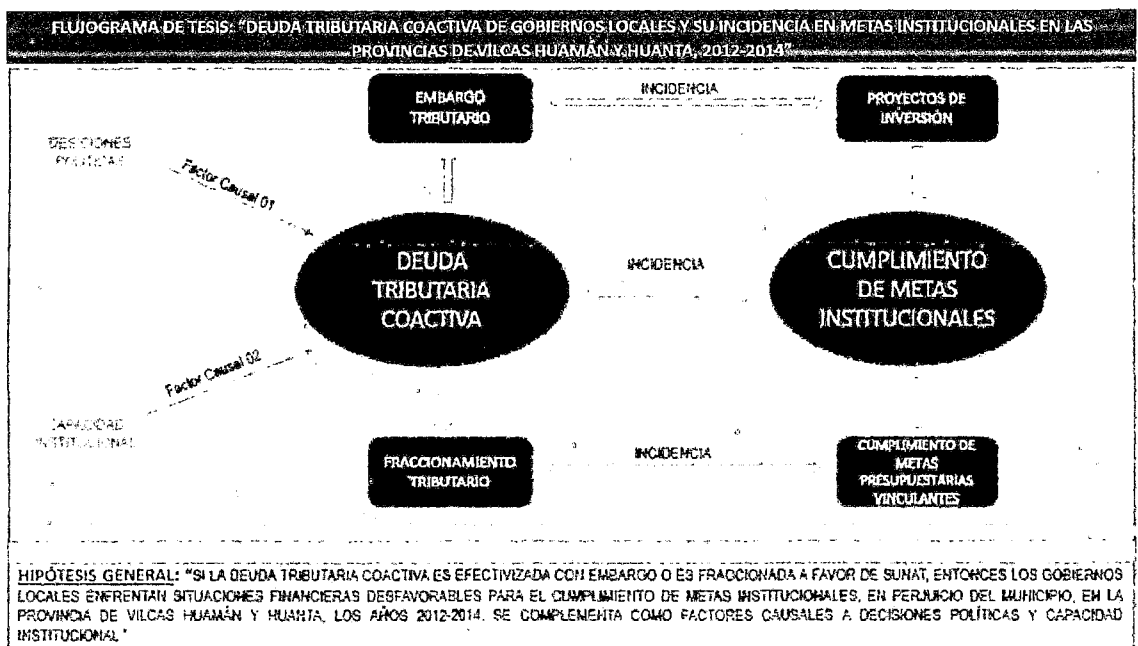 FLUJOGRAMA DE TESIS: "DEUDA TRIBUTARIA COACTIVA DE GOBIERNOS LOCALES Y SU INCIDENCIA EN METAS INSTITUCIONALES EN LAS
PROVINCIAS DE VILCAS HUAMÁN Y HUANTA, 2012-2014"
EMBARGO
TRIBUTARIO
INCIDENCIA
PROYECTOS DE
INVERSIÓN
DESICIONES
POLITICAS
Factor Causal 01
DEUDA
TRIBUTARIA
COACTIVA
INCIDENCIA
CUMPLIMIENTO
DE METAS
INSTITUCIONALES
Factor Causal 02
CAPACIDAD
INSTITUCIONAL
FRACCIONAMIENTO
TRIBUTARIO
INCIDENCIA
CUMPLIMIENTO DE
METAS
PRESUPUESTARIAS
VINCULANTES
HIPÓTESIS GENERAL: "SI LA DEUDA TRIBUTARIA COACTIVA ES EFECTIVIZADA CON EMBARGO O ES FRACCIONADA A FAVOR DE SUNAT, ENTONCES LOS GOBIERNOS
LOCALES ENFRENTAN SITUACIONES FINANCIERAS DESFAVORABLES PARA EL CUMPLIMIENTO DE METAS INSTITUCIONALES, EN PERJUICIO DEL MUNICIPIO, EN LA
PROVINCIA DE VILCAS HUAMÁN Y HUANTA, LOS AÑOS 2012-2014. SE COMPLEMENTA COMO FACTORES CAUSALES A DECISIONES POLÍTICAS Y CAPACIDAD
INSTITUCIONAL"